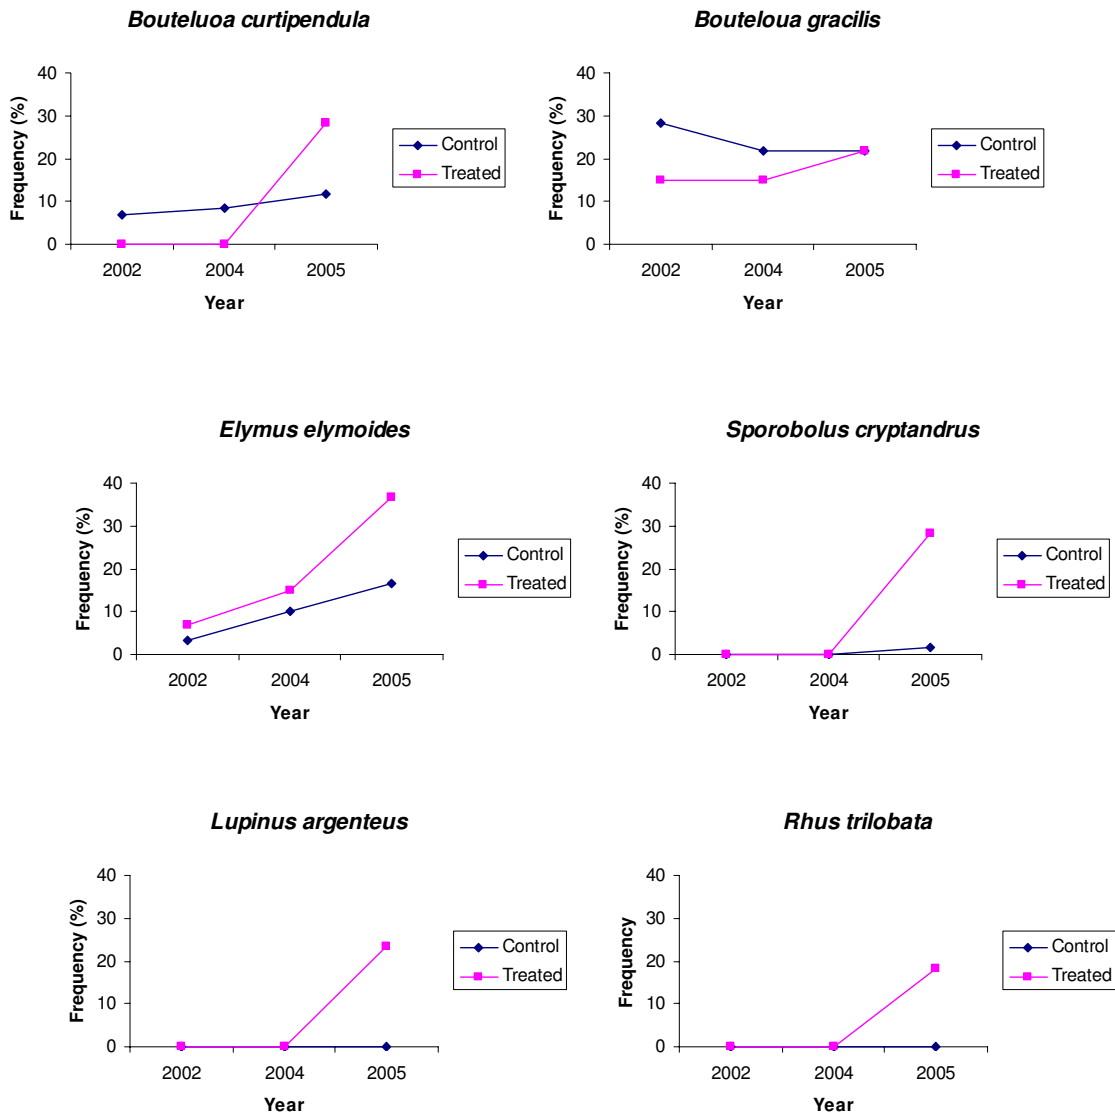 Bouteluoa curtipendula
40
30
20
10
0
Frequency (%)
2002 2004 2005
Year
Control
Treated
Bouteloua gracilis
40
30
20
10
0
Frequency (%)
2002 2004 2005
Year
Control
Treated
Elymus elymoides
40
30
20
10
0
Frequency (%)
2002 2004 2005
Year
Control
Treated
Sporobolus cryptandrus
40
30
20
10
0
Frequency (%)
2002 2004 2005
Year
Control
Treated
Lupinus argenteus
40
30
20
10
0
Frequency (%)
2002 2004 2005
Year
Control
Treated
Rhus trilobata
40
30
20
10
0
Frequency
2002 2004 2005
Year
Control
Treated